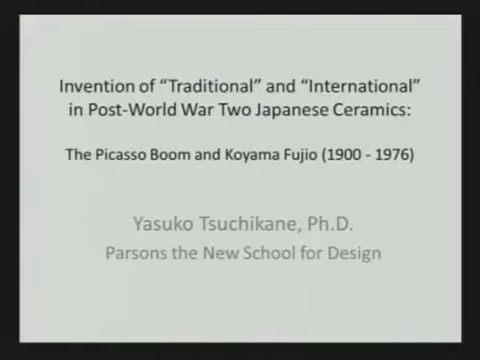 Invention of “Traditional” and “International”
in Post-World War Two Japanese Ceramics:
The Picasso Boom and Koyama Fujio (1900 - 1976)
Yasuko Tsuchikane, Ph.D.
Parsons the New School for Design